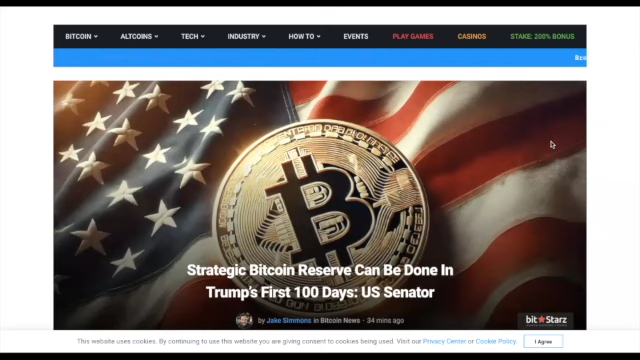 BITCOIN ALTCOINS TECH INDUSTRY HOW TO EVENTS PLAY GAMES CASINOS STAKE: 200% BONUS
Strategic Bitcoin Reserve Can Be Done In
Trump's First 100 Days: US Senator
by Jake Simmons in Bitcoin News · 34 mins ago
bitStarz
This website uses cookies. By continuing to use this website you are giving consent to cookies being used. Visit our Privacy Center or Cookie Policy.
I Agree